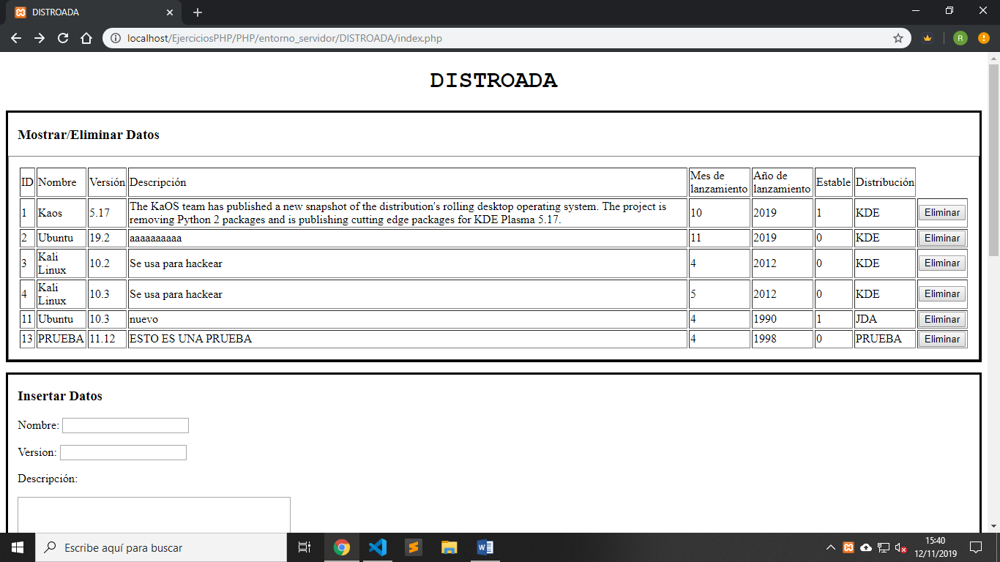 DISTROADA
localhost/EjerciciosPHP/PHP/entorno_servidor/DISTROADA/index.php
R
DISTROADA
Mostrar/Eliminar Datos
ID Nombre Versión Descripción Mes de lanzamiento Año de lanzamiento Estable Distribución
1 Kaos 5.17 The KaOS team has published a new snapshot of the distribution's rolling desktop operating system. The project is
removing Python 2 packages and is publishing cutting edge packages for KDE Plasma 5.17. 10 2019 1 KDE Eliminar
2 Ubuntu 19.2 aaaaaaaaaa 11 2019 0 KDE Eliminar
3 Kali Linux 10.2 Se usa para hackear 4 2012 0 KDE Eliminar
4 Kali Linux 10.3 Se usa para hackear 5 2012 0 KDE Eliminar
11 Ubuntu 10.3 nuevo 4 1990 1 JDA Eliminar
13 PRUEBA 11.12 ESTO ES UNA PRUEBA 4 1998 0 PRUEBA Eliminar
Insertar Datos
Nombre:
Version:
Descripción:
Escribe aquí para buscar
15:40
12/11/2019